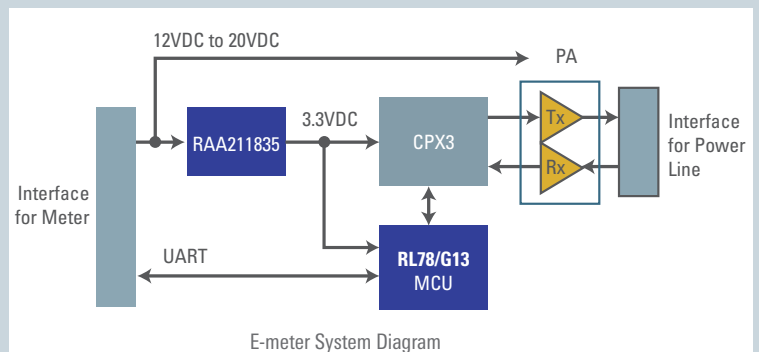 12VDC to 20VDC
PA
RAA211835
3.3VDC
CPX3
Tx
Rx
Interface
for Power
Line
Interface
for Meter
UART
RL78/G13
MCU
E-meter System Diagram